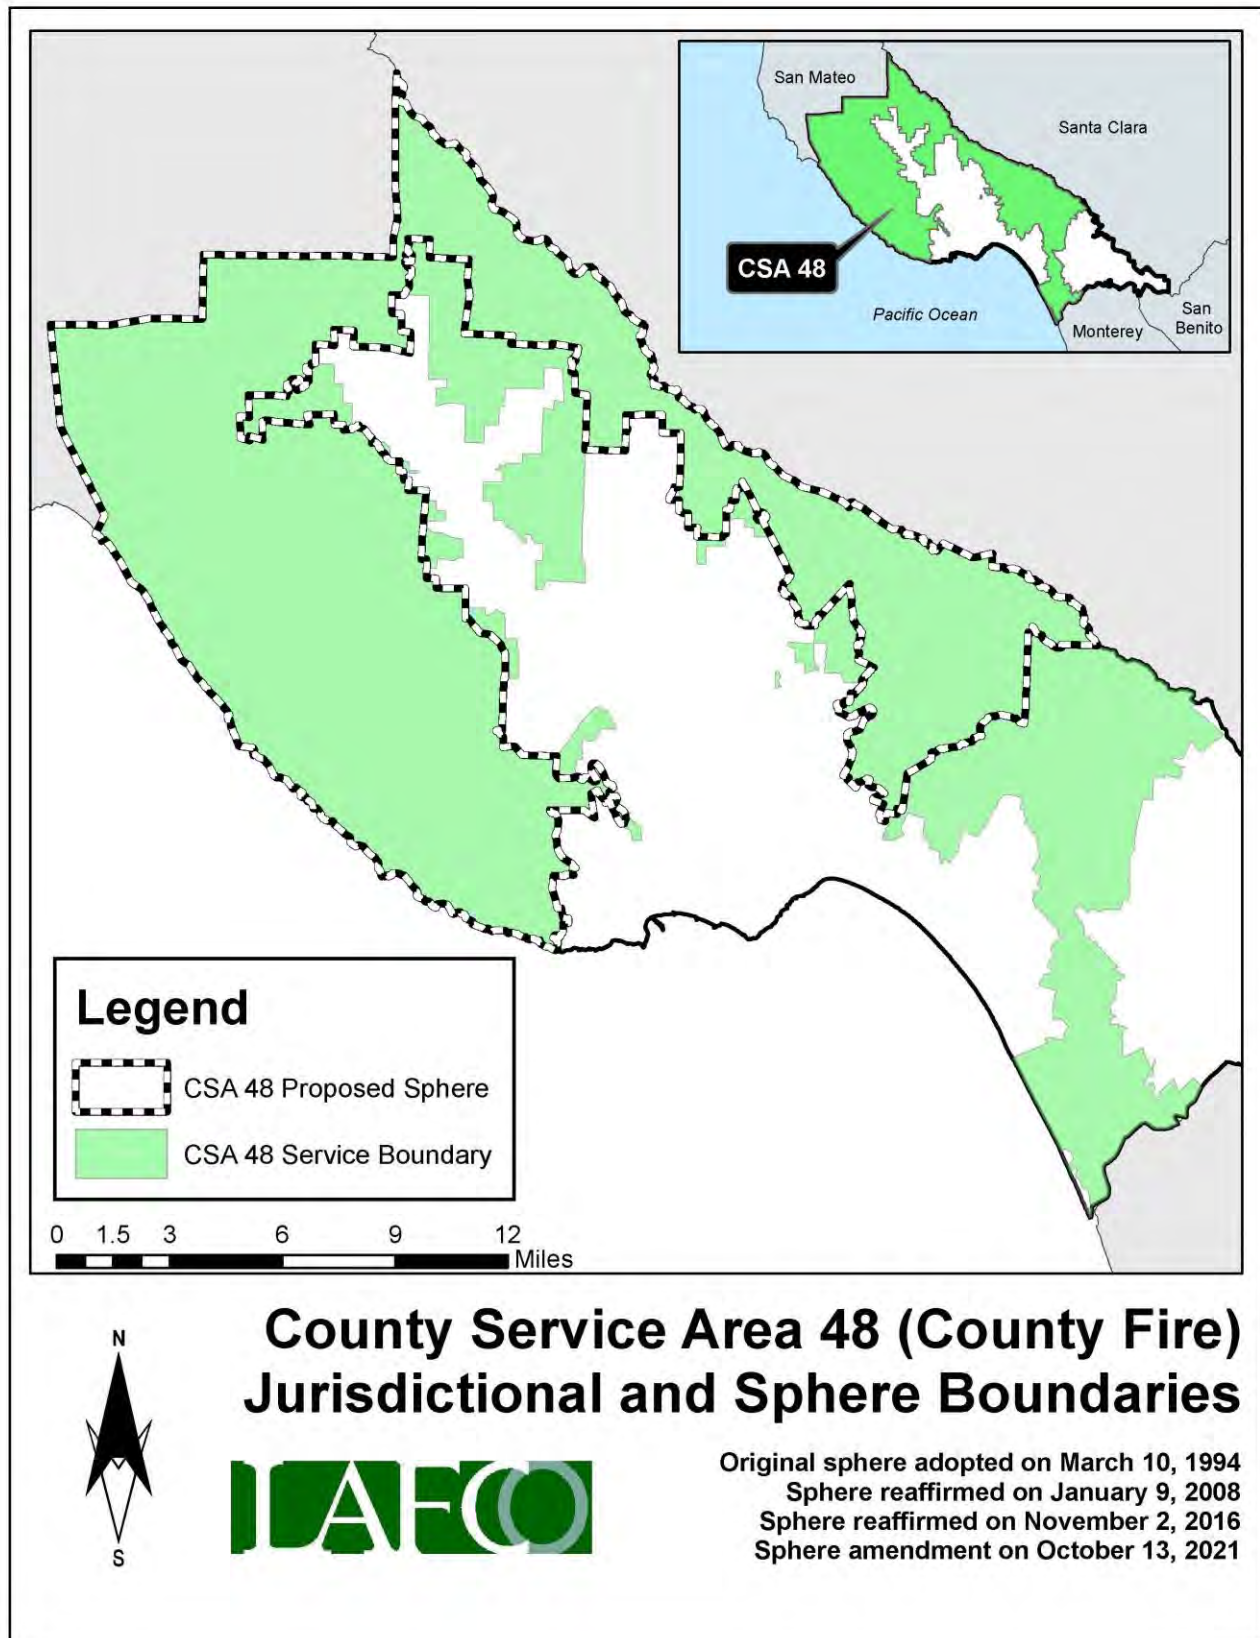 San Mateo
Santa Clara
CSA 48
Pacific Ocean
Monterey
San
Benito
Legend
CSA 48 Proposed Sphere
CSA 48 Service Boundary
0 1.5 3 6 9 12
Miles
County Service Area 48 (County Fire)
Jurisdictional and Sphere Boundaries
N
S
LAFCO
Original sphere adopted on March 10, 1994
Sphere reaffirmed on January 9, 2008
Sphere reaffirmed on November 2, 2016
Sphere amendment on October 13, 2021